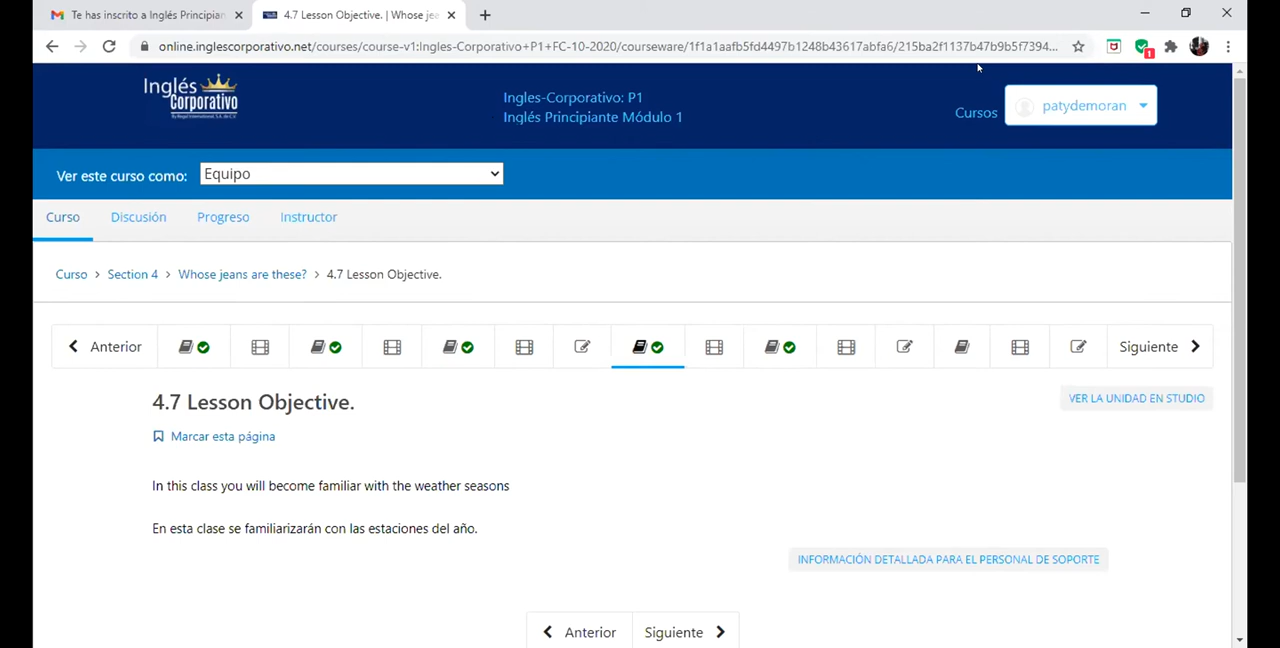 Te has inscrito a Inglés Principian
4.7 Lesson Objective. | Whose jea
online.inglescorporativo.net/courses/course-v1:Ingles-Corporativo+P1+FC-10-2020/courseware/1f1a1aafb5fd4497b1248b43617abfa6/215ba2f1137b47b9b5f7394...
Inglés
Corporativo
Ingles-Corporativo: P1
Inglés Principiante Módulo 1
Cursos
patydemoran
Ver este curso como:
Equipo
Curso
Discusión
Progreso
Instructor
Curso > Section 4 > Whose jeans are these? > 4.7 Lesson Objective.
Anterior
Siguiente
4.7 Lesson Objective.
VER LA UNIDAD EN STUDIO
Marcar esta página
In this class you will become familiar with the weather seasons
En esta clase se familiarizarán con las estaciones del año.
INFORMACIÓN DETALLADA PARA EL PERSONAL DE SOPORTE
Anterior
Siguiente